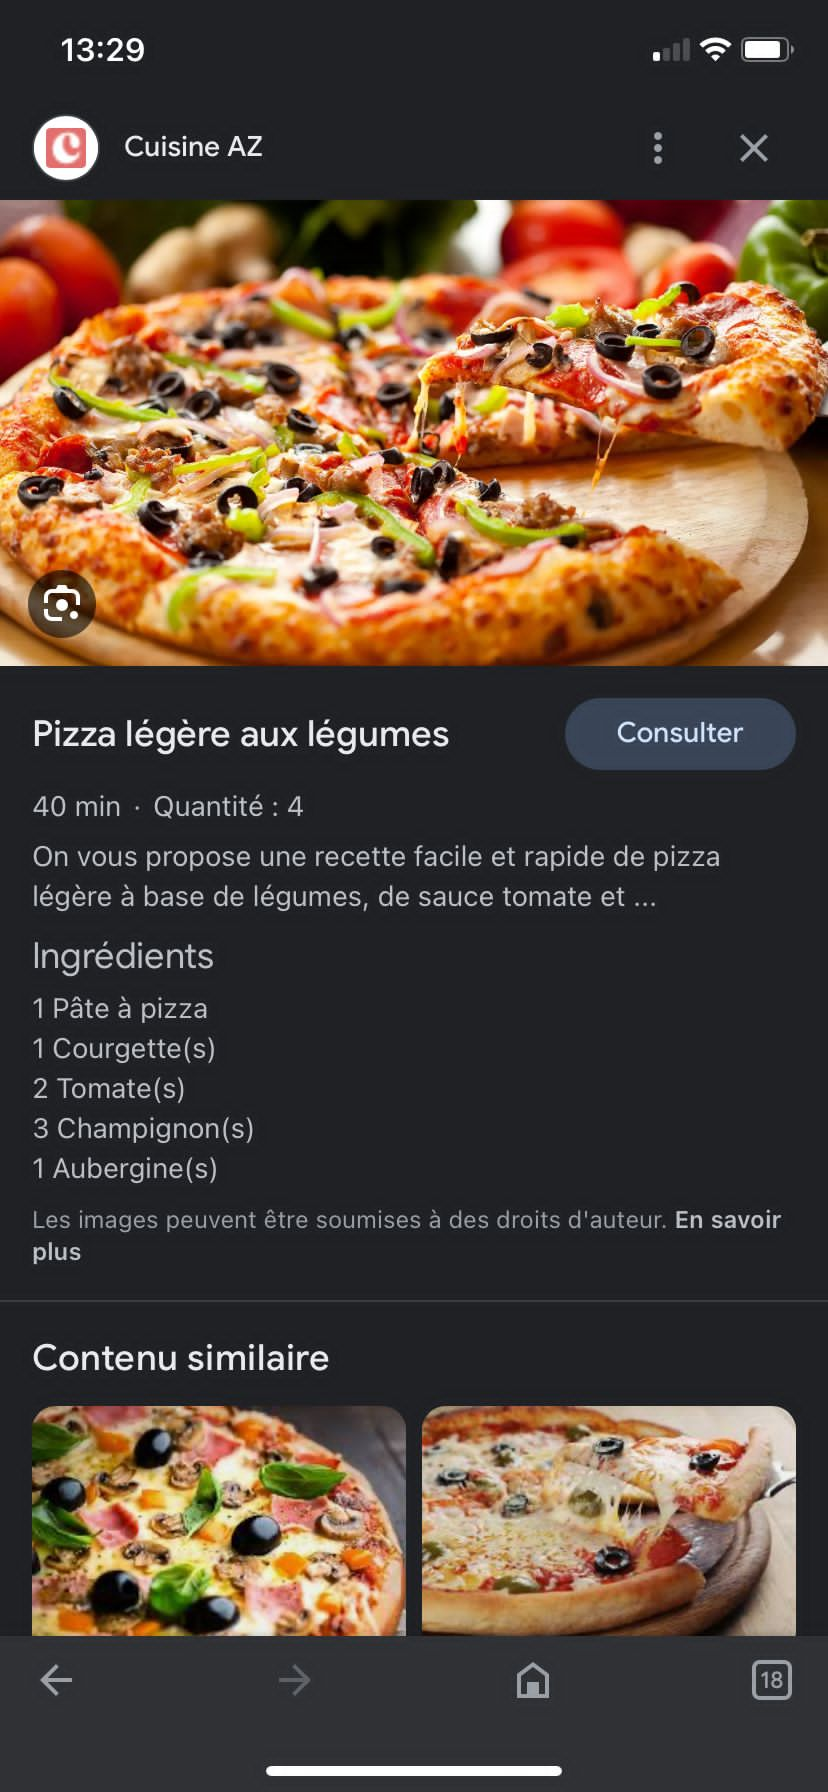 13:29
Cuisine AZ
Pizza légère aux légumes
Consulter
40 min · Quantité : 4
On vous propose une recette facile et rapide de pizza
légère à base de légumes, de sauce tomate et ...
Ingrédients
1 Pâte à pizza
1 Courgette(s)
2 Tomate(s)
3 Champignon(s)
1 Aubergine(s)
Les images peuvent être soumises à des droits d'auteur. En savoir
plus
Contenu similaire
18